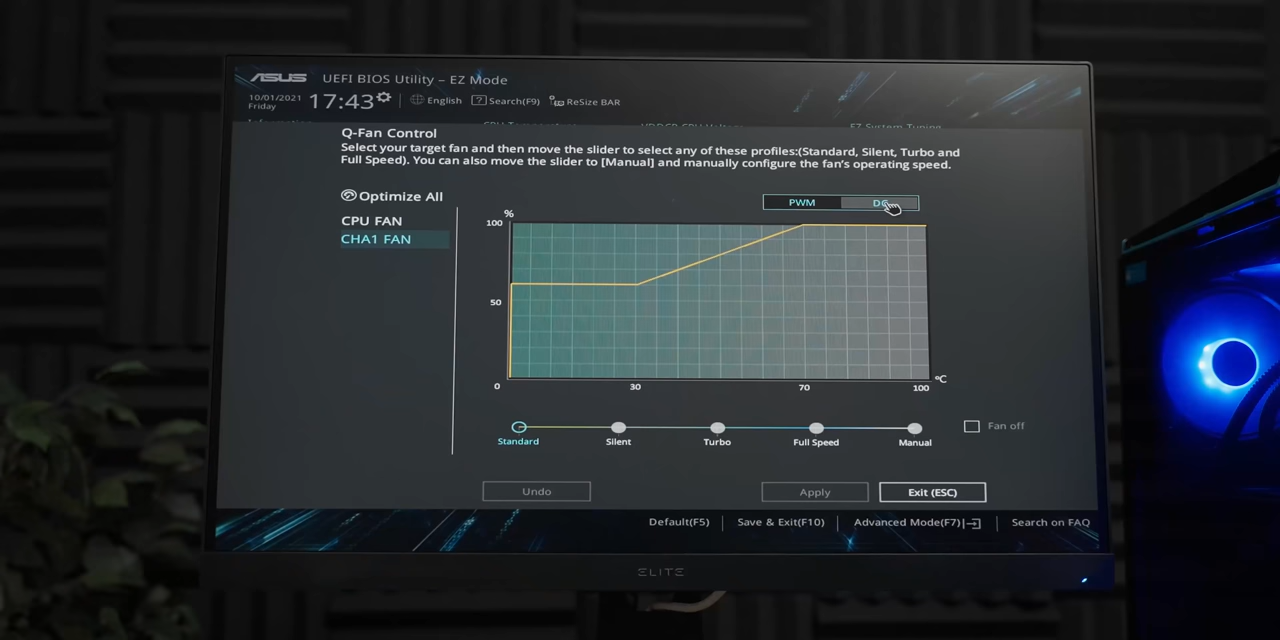 ASUS UEFI BIOS Utility – EZ Mode
10/01/2021
Friday
17:43
English
Search(F9)
ReSize BAR
EZ System Tuning
Q-Fan Control
Select your target fan and then move the slider to select any of these profiles:(Standard, Silent, Turbo and
Full Speed). You can also move the slider to [Manual] and manually configure the fan's operating speed.
Optimize All
CPU FAN
CHA1 FAN
PWM
%
100
50
0
30
70
100
°C
Standard
Silent
Turbo
Full Speed
Manual
Fan off
Undo
Apply
Exit (ESC)
Default(F5)
Save & Exit(F10)
Advanced Mode(F7)
Search on FAQ
ELITE